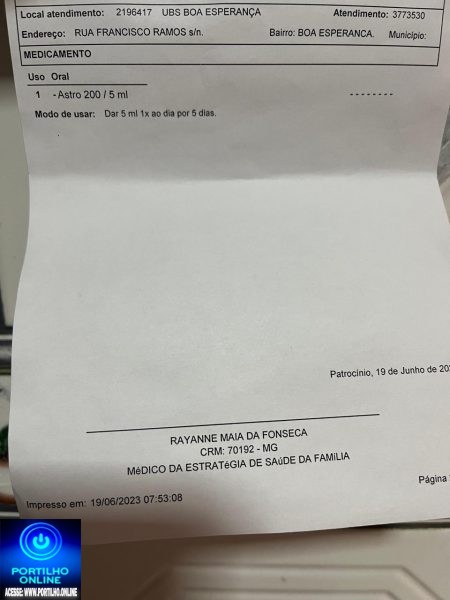 Local atendimento: 2196417 UBS BOA ESPERANÇA Atendimento: 3773530
Endereço: RUA FRANCISCO RAMOS s/n. Bairro: BOA ESPERANCA. Município:
MEDICAMENTO
Uso Oral
1 - Astro 200 / 5 ml --------
Modo de usar: Dar 5 ml 1x ao dia por 5 dias.
Patrocínio, 19 de Junho de 20
RAYANNE MAIA DA FONSECA
CRM: 70192 - MG
MéDICO DA ESTRATéGIA DE SAúDE DA FAMíLIA
Página
Impresso em: 19/06/2023 07:53:08
PORTILHO
ONLINE
ACESSE: WWW.PORTILHO.ONLINE